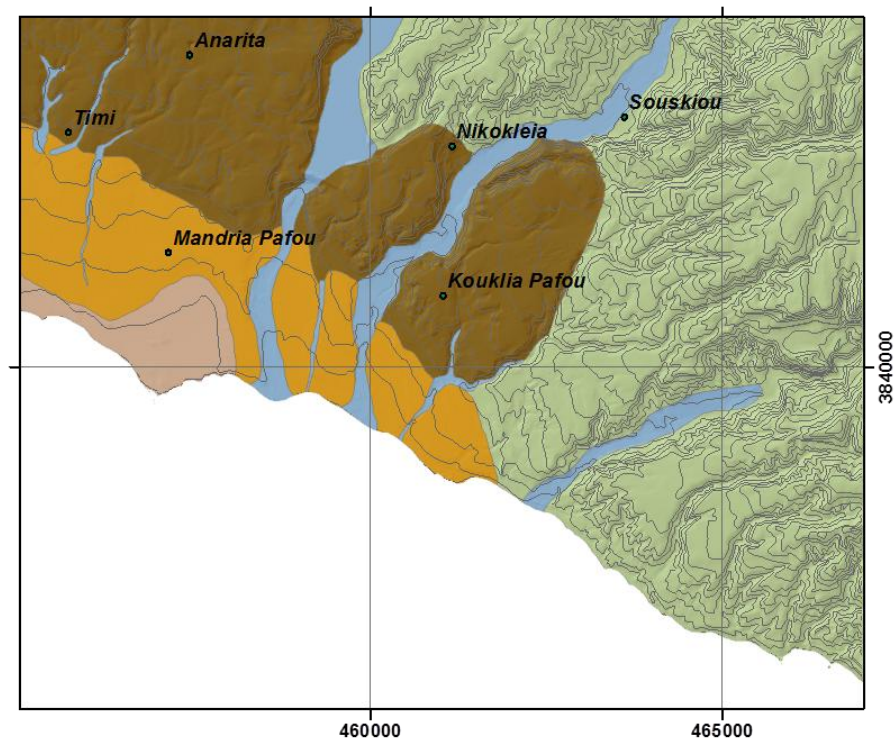 Anarita
Souskiou
Timi
Nikokleia
Mandria Pafou
Kouklia Pafou
3840000
460000
465000